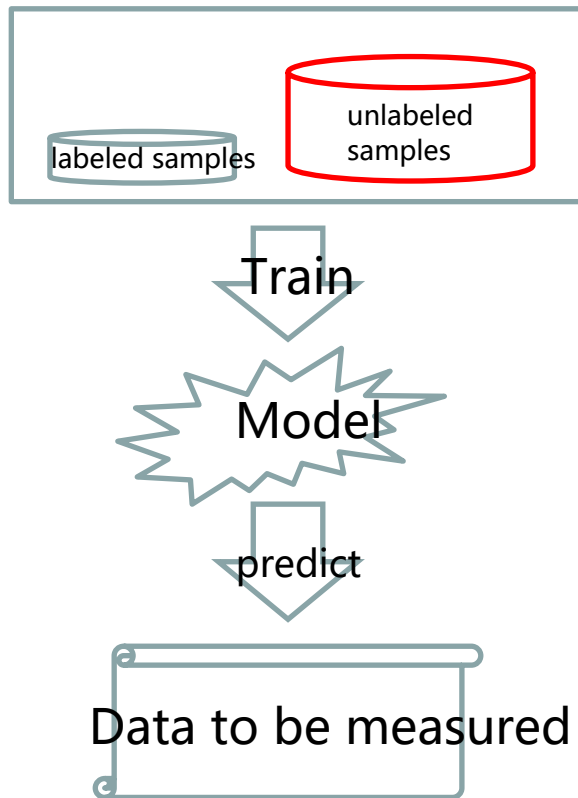 unlabeled
labeled samples
samples
Train
Model
predict
Data to be measured